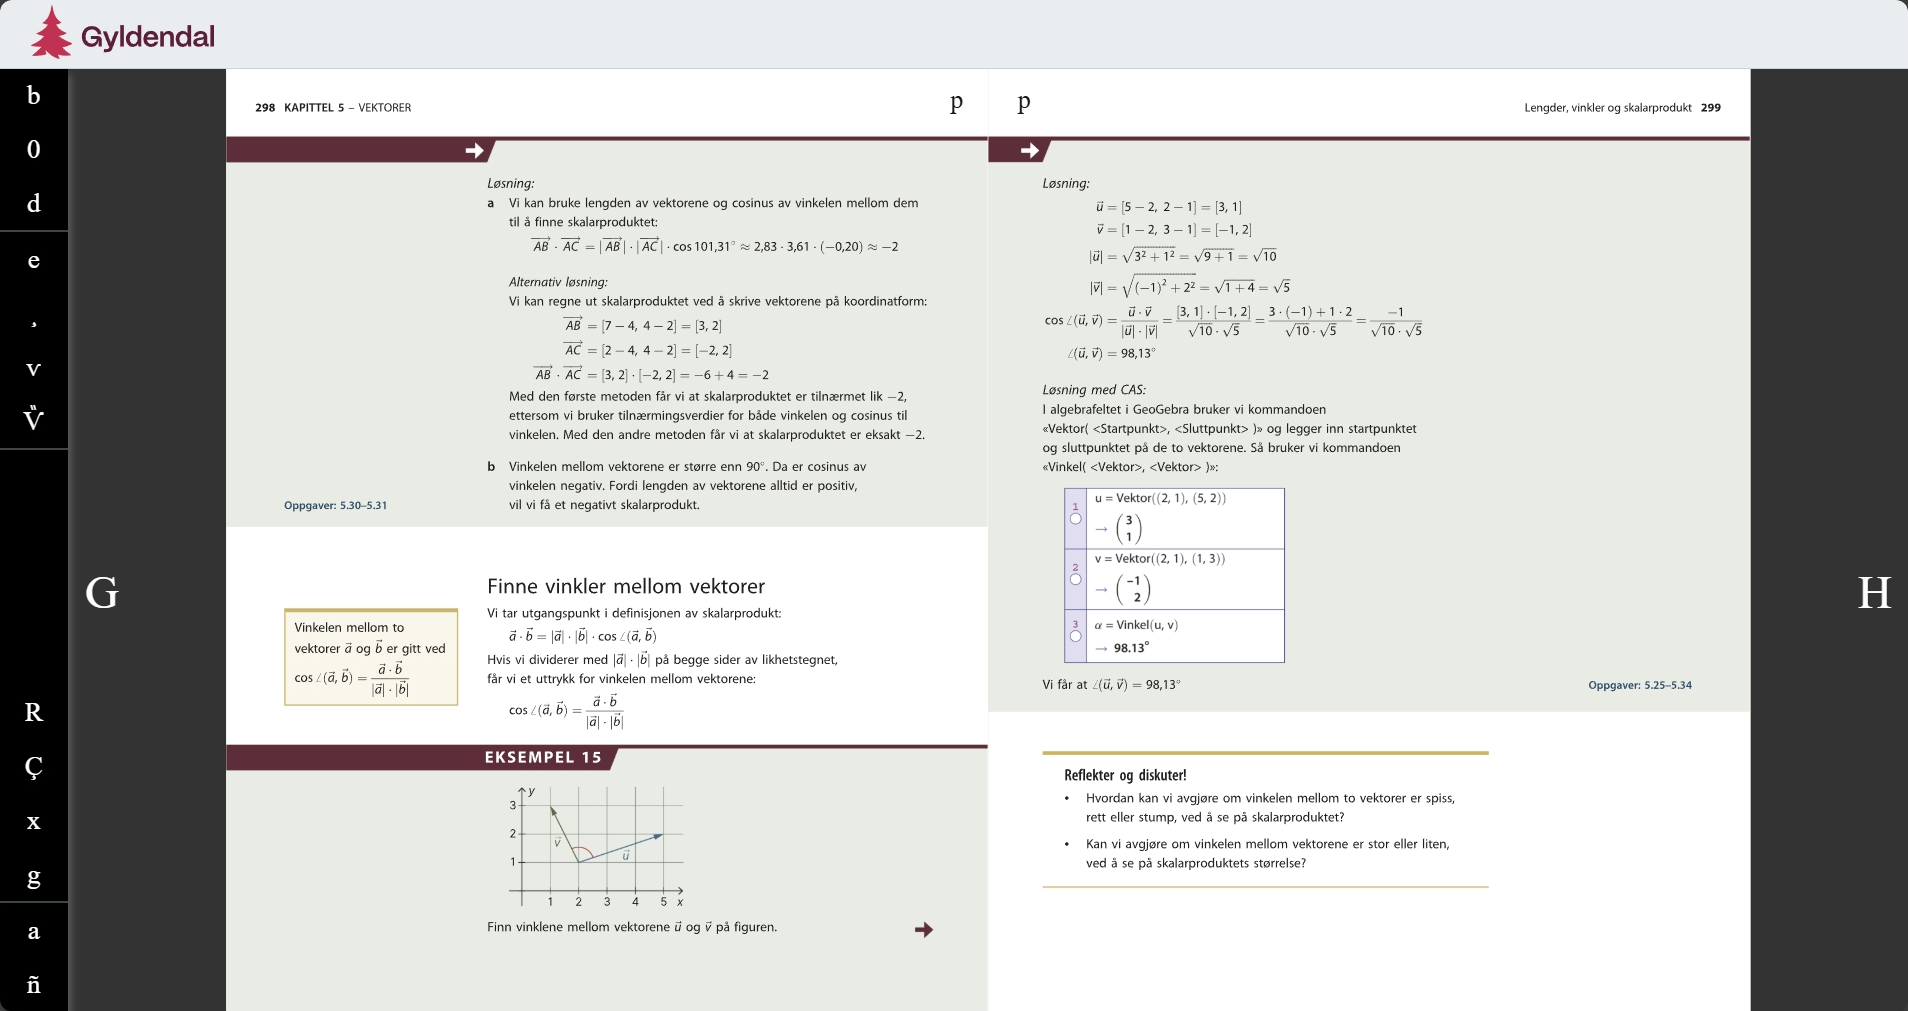 Gyldendal
b
0
d
e
v
R
Ç
x
g
a
ñ
G
H
298 KAPITTEL 5 – VEKTORER
p
Løsning:
a Vi kan bruke lengden av vektorene og cosinus av vinkelen mellom dem
til å finne skalarproduktet:
$\overrightarrow{AB} \cdot \overrightarrow{AC} = |\overrightarrow{AB}| \cdot |\overrightarrow{AC}| \cdot \cos 101,31° \approx 2,83 \cdot 3,61 \cdot (-0,20) \approx -2$
Alternativ løsning:
Vi kan regne ut skalarproduktet ved å skrive vektorene på koordinatform:
$\overrightarrow{AB} = [7 - 4, 4 - 2] = [3, 2]$
$\overrightarrow{AC} = [2 - 4, 4 - 2] = [-2, 2]$
$\overrightarrow{AB} \cdot \overrightarrow{AC} = [3, 2] \cdot [-2, 2] = -6 + 4 = -2$
Med den første metoden får vi at skalarproduktet er tilnærmet lik −2,
ettersom vi bruker tilnærmingsverdier for både vinkelen og cosinus til
vinkelen. Med den andre metoden får vi at skalarproduktet er eksakt −2.
b Vinkelen mellom vektorene er større enn 90°. Da er cosinus av
vinkelen negativ. Fordi lengden av vektorene alltid er positiv,
vil vi få et negativt skalarprodukt.
Oppgaver: 5.30–5.31
Finne vinkler mellom vektorer
Vi tar utgangspunkt i definisjonen av skalarprodukt:
$\vec{a} \cdot \vec{b} = |\vec{a}| \cdot |\vec{b}| \cdot \cos \angle(\vec{a}, \vec{b})$
Hvis vi dividerer med $|\vec{a}| \cdot |\vec{b}|$ på begge sider av likhetstegnet,
får vi et uttrykk for vinkelen mellom vektorene:
$\cos \angle(\vec{a}, \vec{b}) = \frac{\vec{a} \cdot \vec{b}}{|\vec{a}| \cdot |\vec{b}|}$
Vinkelen mellom to
vektorer $\vec{a}$ og $\vec{b}$ er gitt ved
$\cos \angle(\vec{a}, \vec{b}) = \frac{\vec{a} \cdot \vec{b}}{|\vec{a}| \cdot |\vec{b}|}$
EKSEMPEL 15
y
3
2
1
$\vec{v}$
$\vec{u}$
1 2 3 4 5 x
Finn vinklene mellom vektorene $\vec{u}$ og $\vec{v}$ på figuren.
p
Lengder, vinkler og skalarprodukt 299
Løsning:
$\vec{u} = [5 - 2, 2 - 1] = [3, 1]$
$\vec{v} = [1 - 2, 3 - 1] = [-1, 2]$
$|\vec{u}| = \sqrt{3^2 + 1^2} = \sqrt{9 + 1} = \sqrt{10}$
$|\vec{v}| = \sqrt{(-1)^2 + 2^2} = \sqrt{1 + 4} = \sqrt{5}$
$\cos \angle(\vec{u}, \vec{v}) = \frac{\vec{u} \cdot \vec{v}}{|\vec{u}| \cdot |\vec{v}|} = \frac{[3, 1] \cdot [-1, 2]}{\sqrt{10} \cdot \sqrt{5}} = \frac{3 \cdot (-1) + 1 \cdot 2}{\sqrt{10} \cdot \sqrt{5}} = \frac{-1}{\sqrt{10} \cdot \sqrt{5}}$
$\angle(\vec{u}, \vec{v}) = 98,13°$
Løsning med CAS:
I algebrafeltet i GeoGebra bruker vi kommandoen
«Vektor( <Startpunkt>, <Sluttpunkt> )» og legger inn startpunktet
og sluttpunktet på de to vektorene. Så bruker vi kommandoen
«Vinkel( <Vektor>, <Vektor> )»:
1 u = Vektor((2, 1), (5, 2))
→ $\begin{pmatrix} 3 \\ 1 \end{pmatrix}$
2 v = Vektor((2, 1), (1, 3))
→ $\begin{pmatrix} -1 \\ 2 \end{pmatrix}$
3 α = Vinkel(u, v)
→ 98.13°
Vi får at $\angle(\vec{u}, \vec{v}) = 98,13°$
Oppgaver: 5.25–5.34
Reflekter og diskuter!
• Hvordan kan vi avgjøre om vinkelen mellom to vektorer er spiss,
rett eller stump, ved å se på skalarproduktet?
• Kan vi avgjøre om vinkelen mellom vektorene er stor eller liten,
ved å se på skalarproduktets størrelse?